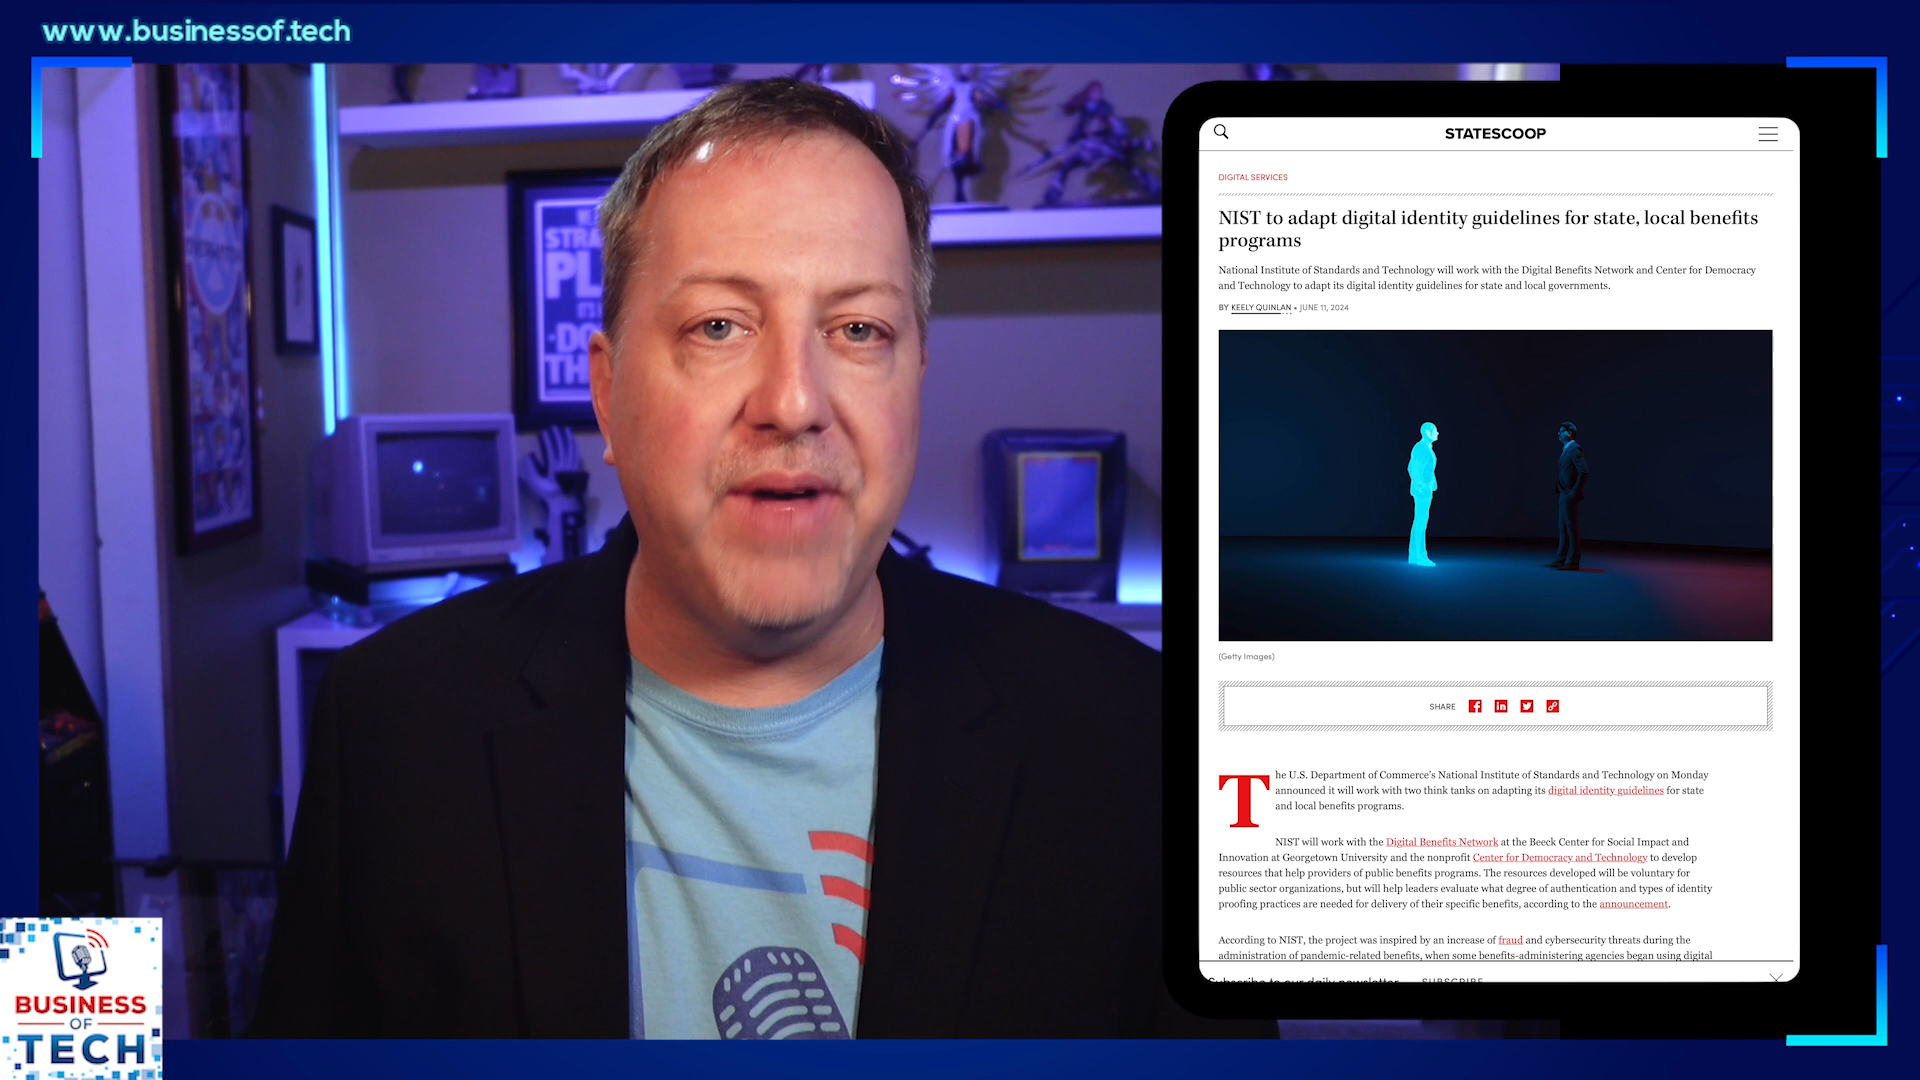 www.businessof.tech
STATESCOOP
DIGITAL SERVICES
NIST to adapt digital identity guidelines for state, local benefits
programs
National Institute of Standards and Technology will work with the Digital Benefits Network and Center for Democracy
and Technology to adapt its digital identity guidelines for state and local governments.
BY KEELY QUINLAN • JUNE 11, 2024
(Getty Images)
SHARE
The U.S. Department of Commerce's National Institute of Standards and Technology on Monday
announced it will work with two think tanks on adapting its digital identity guidelines for state
and local benefits programs.
NIST will work with the Digital Benefits Network at the Beeck Center for Social Impact and
Innovation at Georgetown University and the nonprofit Center for Democracy and Technology to develop
resources that help providers of public benefits programs. The resources developed will be voluntary for
public sector organizations, but will help leaders evaluate what degree of authentication and types of identity
proofing practices are needed for delivery of their specific benefits, according to the announcement.
According to NIST, the project was inspired by an increase of fraud and cybersecurity threats during the
administration of pandemic-related benefits, when some benefits-administering agencies began using digital
Subscribe to our daily newsletter SUBSCRIBE
BUSINESS
OF
TECH